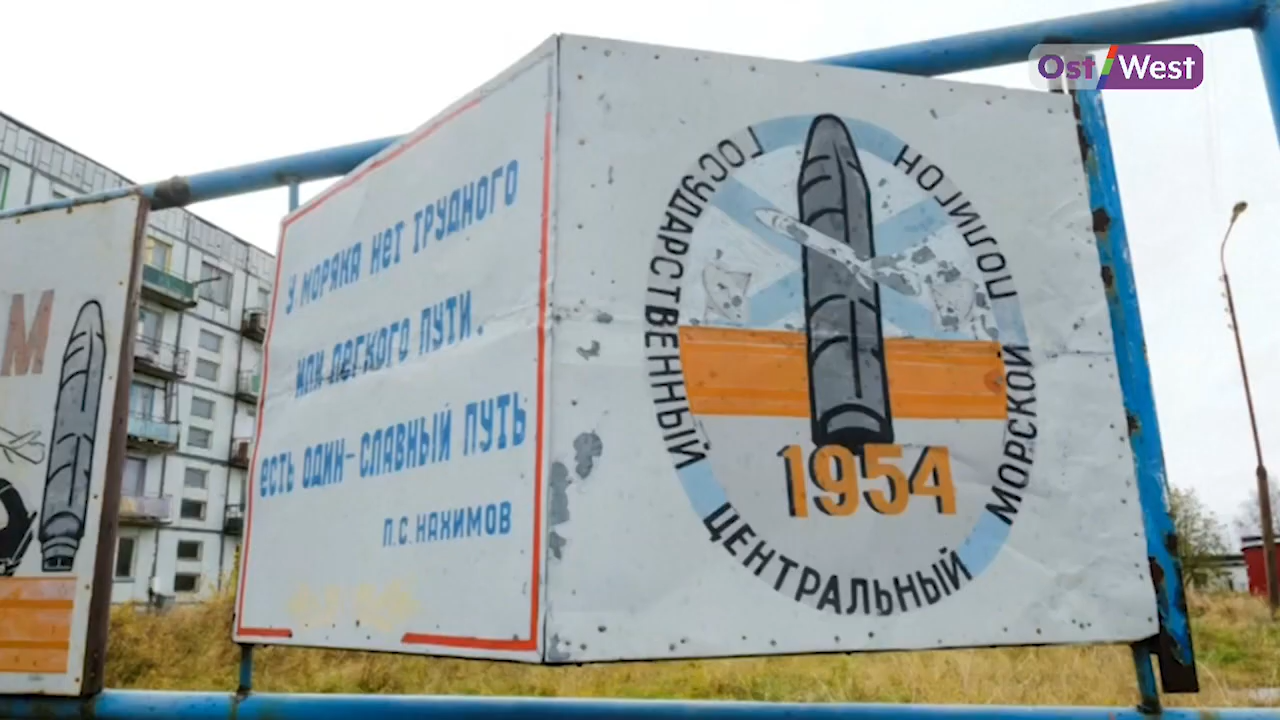 Ost/West
М
У МОРЯКА НЕТ ТРУДНОГО
ИЛИ ЛЕГКОГО ПУТИ.
ЕСТЬ ОДИН-СЛАВНЫЙ ПУТЬ
П.С.НАХИМОВ
ГОСУДАРСТВЕННЫЙ ЦЕНТРАЛЬНЫЙ МОРСКОЙ ПОЛИГОН
1954